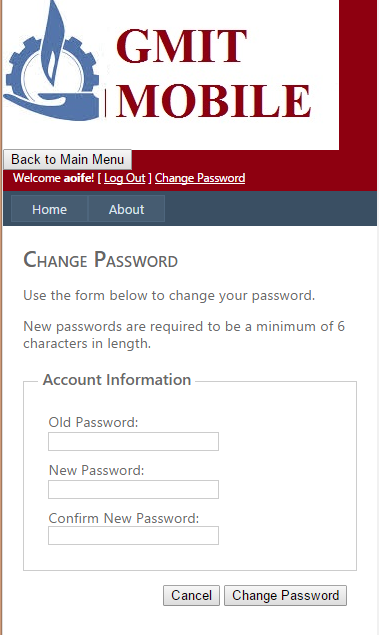 GMIT
MOBILE
Back to Main Menu
Welcome aoife! [ Log Out ] Change Password
Home About
Change Password
Use the form below to change your password.
New passwords are required to be a minimum of 6
characters in length.
Account Information
Old Password:
New Password:
Confirm New Password:
Cancel Change Password